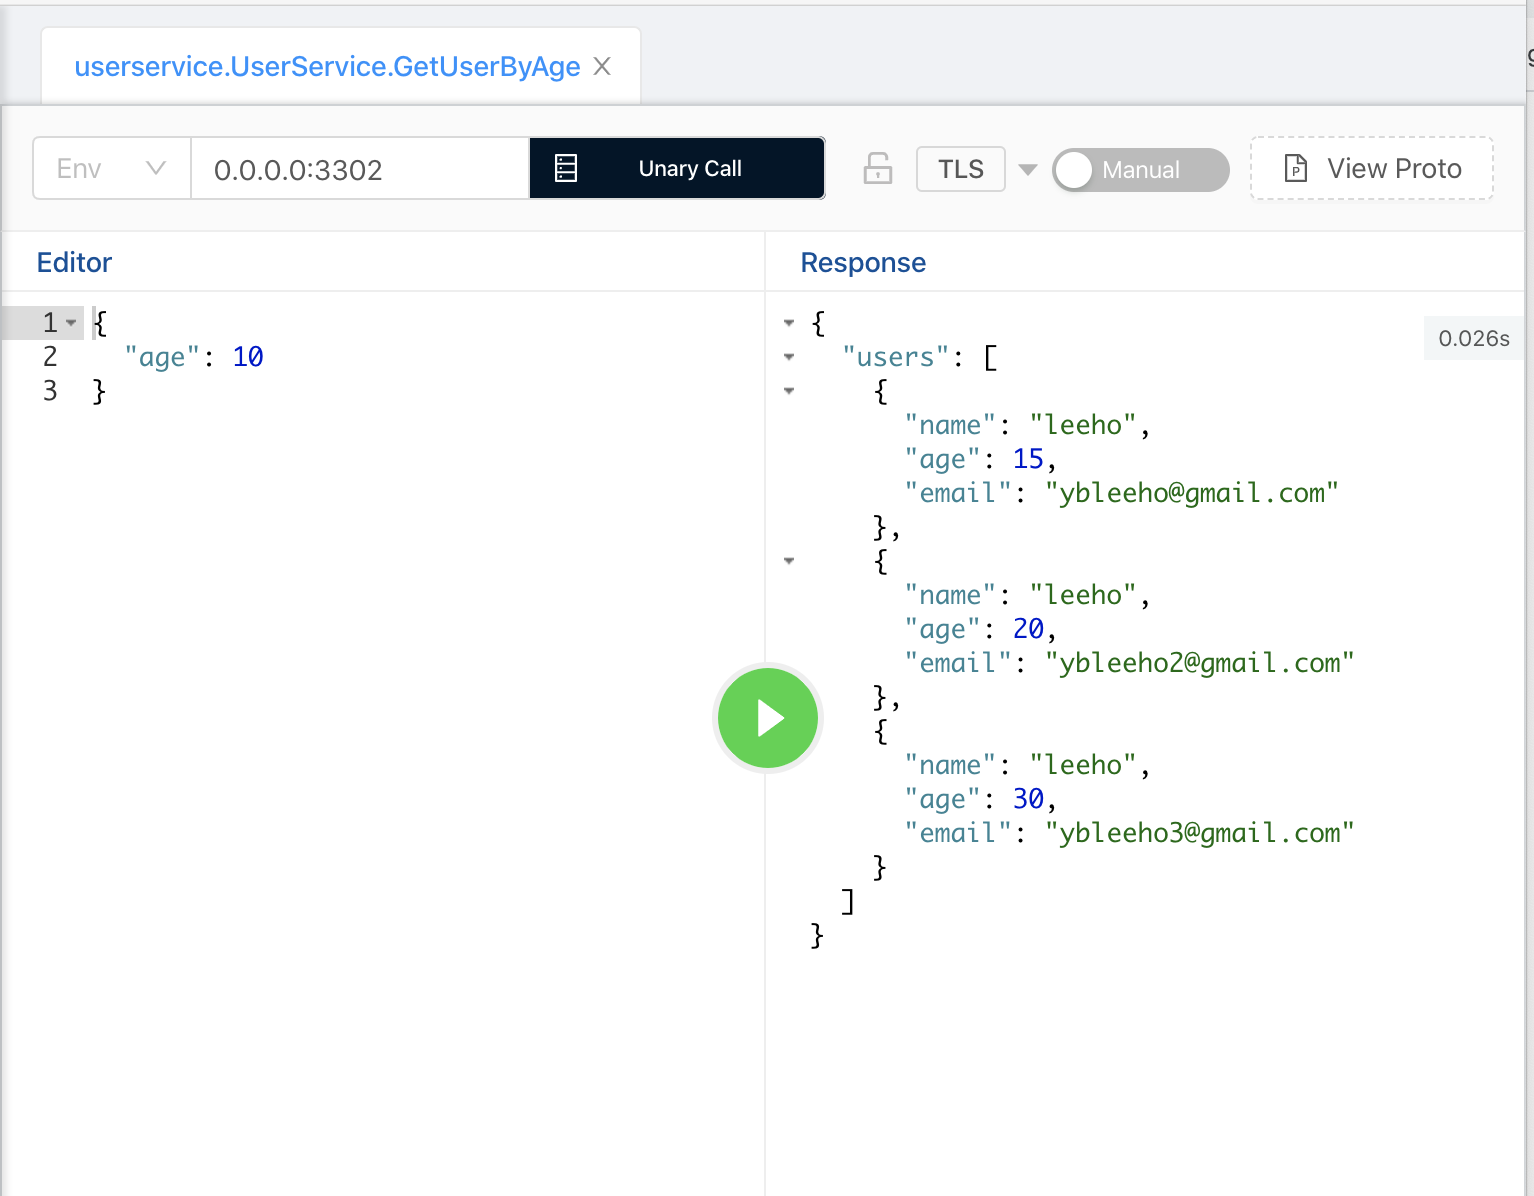 userservice.UserService.GetUserByAge X
Env 0.0.0.0:3302 Unary Call TLS Manual View Proto
Editor
1 {
2 "age": 10
3 }
Response
0.026s
{
"users": [
{
"name": "leeho",
"age": 15,
"email": "ybleeho@gmail.com"
},
{
"name": "leeho",
"age": 20,
"email": "ybleeho2@gmail.com"
},
{
"name": "leeho",
"age": 30,
"email": "ybleeho3@gmail.com"
}
]
}